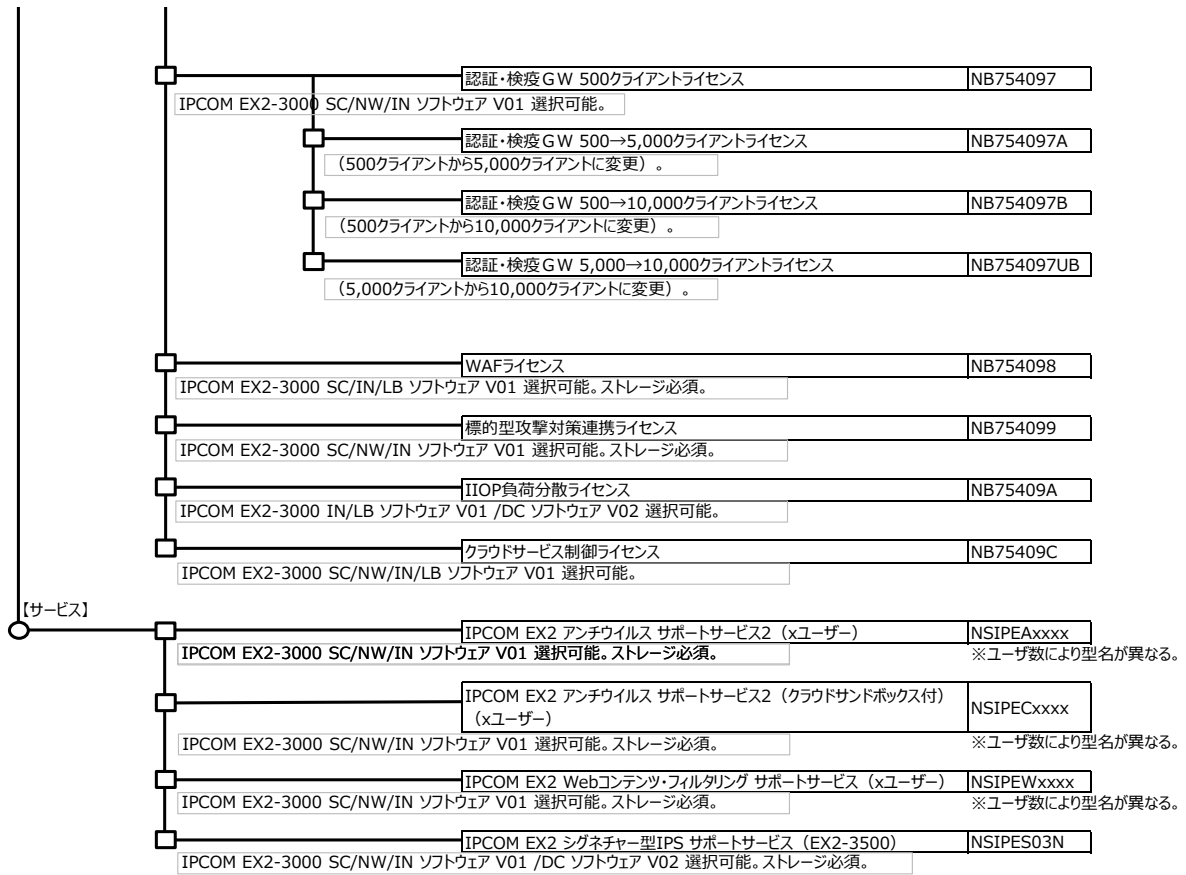 認証・検疫ＧＷ 500クライアントライセンス NB754097
IPCOM EX2-3000 SC/NW/IN ソフトウェア V01 選択可能。
認証・検疫ＧＷ 500→5,000クライアントライセンス NB754097A
（500クライアントから5,000クライアントに変更）。
認証・検疫ＧＷ 500→10,000クライアントライセンス NB754097B
（500クライアントから10,000クライアントに変更）。
認証・検疫ＧＷ 5,000→10,000クライアントライセンス NB754097UB
（5,000クライアントから10,000クライアントに変更）。
WAFライセンス NB754098
IPCOM EX2-3000 SC/IN/LB ソフトウェア V01 選択可能。ストレージ必須。
標的型攻撃対策連携ライセンス NB754099
IPCOM EX2-3000 SC/NW/IN ソフトウェア V01 選択可能。ストレージ必須。
IIOP負荷分散ライセンス NB75409A
IPCOM EX2-3000 IN/LB ソフトウェア V01 /DC ソフトウェア V02 選択可能。
クラウドサービス制御ライセンス NB75409C
IPCOM EX2-3000 SC/NW/IN/LB ソフトウェア V01 選択可能。
【サービス】
IPCOM EX2 アンチウイルス サポートサービス2（xユーザー） NSIPEAxxxx
IPCOM EX2-3000 SC/NW/IN ソフトウェア V01 選択可能。ストレージ必須。 ※ユーザ数により型名が異なる。
IPCOM EX2 アンチウイルス サポートサービス2（クラウドサンドボックス付）
（xユーザー） NSIPECxxxx
IPCOM EX2-3000 SC/NW/IN ソフトウェア V01 選択可能。ストレージ必須。 ※ユーザ数により型名が異なる。
IPCOM EX2 Webコンテンツ・フィルタリング サポートサービス（xユーザー） NSIPEWxxxx
IPCOM EX2-3000 SC/NW/IN ソフトウェア V01 選択可能。ストレージ必須。 ※ユーザ数により型名が異なる。
IPCOM EX2 シグネチャー型IPS サポートサービス（EX2-3500） NSIPES03N
IPCOM EX2-3000 SC/NW/IN ソフトウェア V01 /DC ソフトウェア V02 選択可能。ストレージ必須。